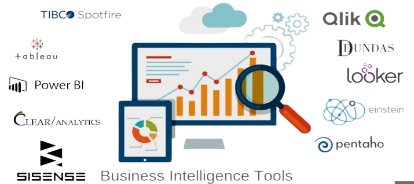 TIBCO Spotfire
+ableau
Power BI
CLEAR/ANALYTICS
SISENSE
Qlik
DUNDAS
looker
einstein
pentaho
Business Intelligence Tools